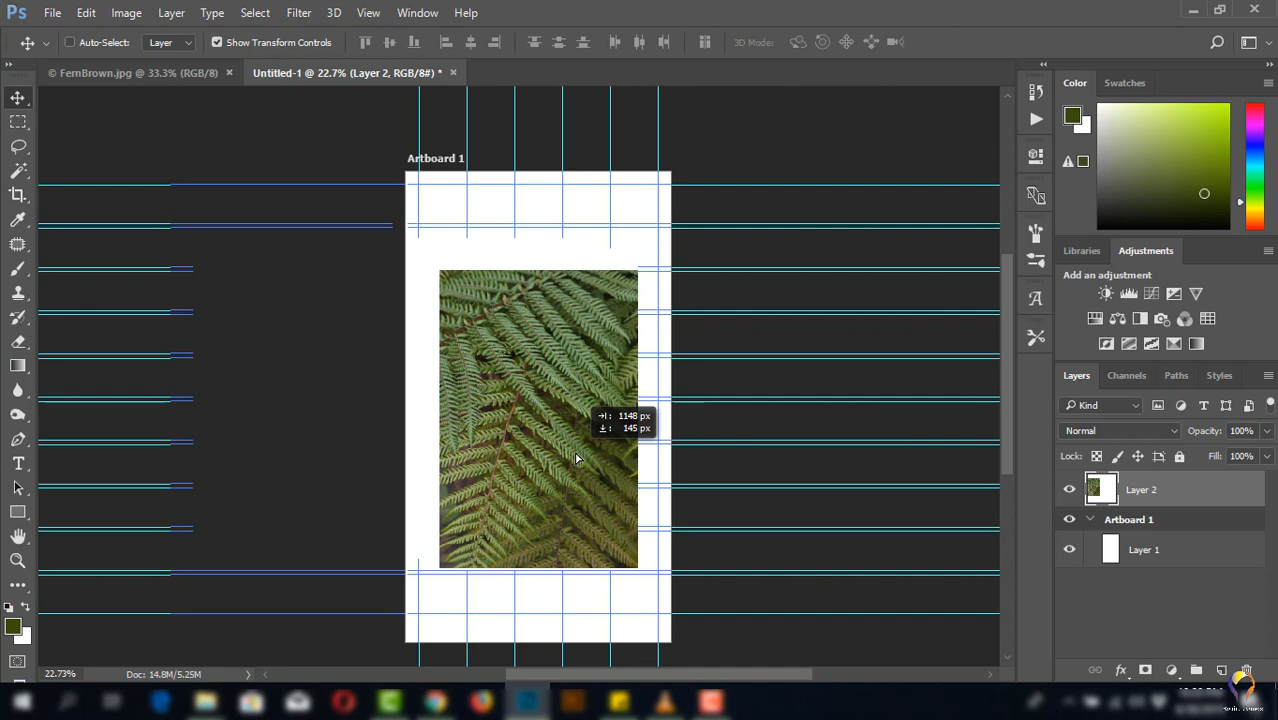 Ps File Edit Image Layer Type Select Filter 3D View Window Help
Auto-Select: Layer Show Transform Controls 3D Mode:
© FernBrown.jpg @ 33.3% (RGB/8) × Untitled-1 @ 22.7% (Layer 2, RGB/8#) * ×
Artboard 1
1148 px
145 px
22.73% Doc: 14.8M/5.25M
Color Swatches
Libraries Adjustments
Add an adjustment
Layers Channels Paths Styles
Kind
Normal Opacity: 100%
Lock: Fill: 100%
Layer 2
Artboard 1
Layer 1